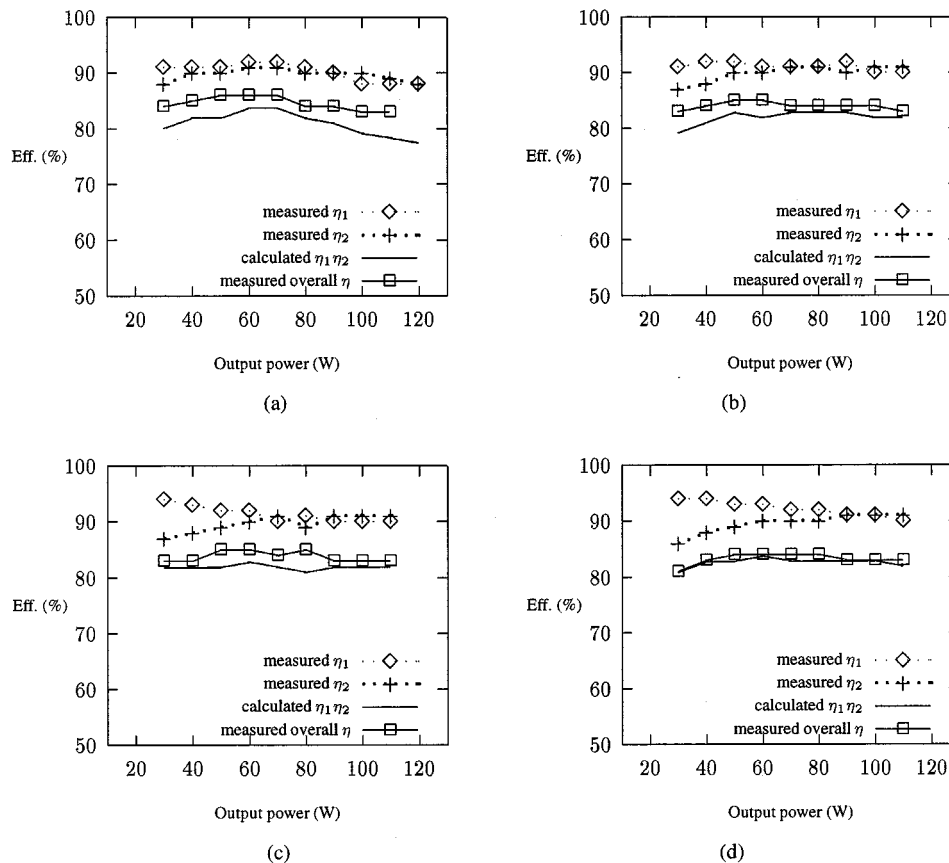 100
90
80
Eff. (%)
70
60
50
measured η1
measured η2
calculated η1η2
measured overall η
20 40 60 80 100 120
Output power (W)
(a)
100
90
80
Eff. (%)
70
60
50
measured η1
measured η2
calculated η1η2
measured overall η
20 40 60 80 100 120
Output power (W)
(b)
100
90
80
Eff. (%)
70
60
50
measured η1
measured η2
calculated η1η2
measured overall η
20 40 60 80 100 120
Output power (W)
(c)
100
90
80
Eff. (%)
70
60
50
measured η1
measured η2
calculated η1η2
measured overall η
20 40 60 80 100 120
Output power (W)
(d)